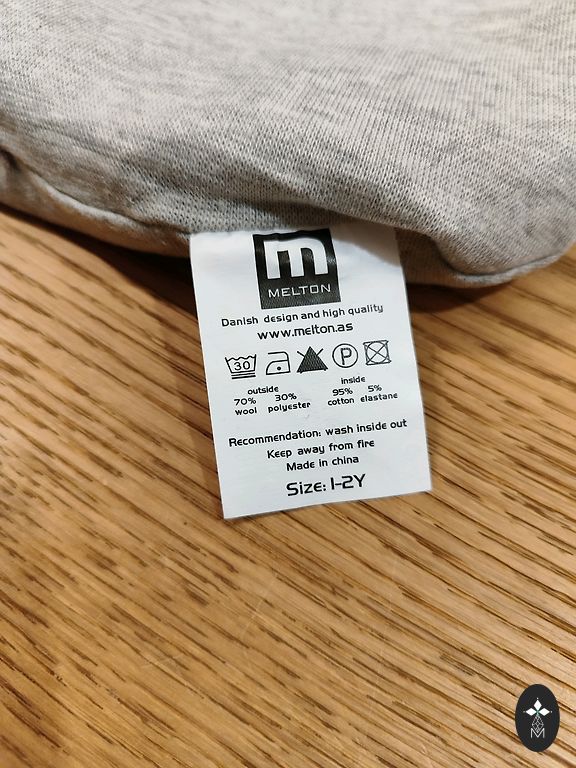 m
MELTON
Danish design and high quality
www.melton.as
30
P
outside inside
70% 30% 95% 5%
wool polyester cotton elastane
Recommendation: wash inside out
Keep away from fire
Made in china
Size: 1-2Y
M